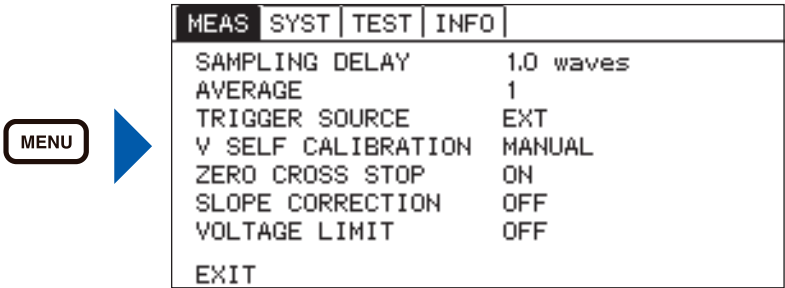 MENU
MEAS SYST TEST INFO
SAMPLING DELAY 1.0 waves
AVERAGE 1
TRIGGER SOURCE EXT
V SELF CALIBRATION MANUAL
ZERO CROSS STOP ON
SLOPE CORRECTION OFF
VOLTAGE LIMIT OFF
EXIT